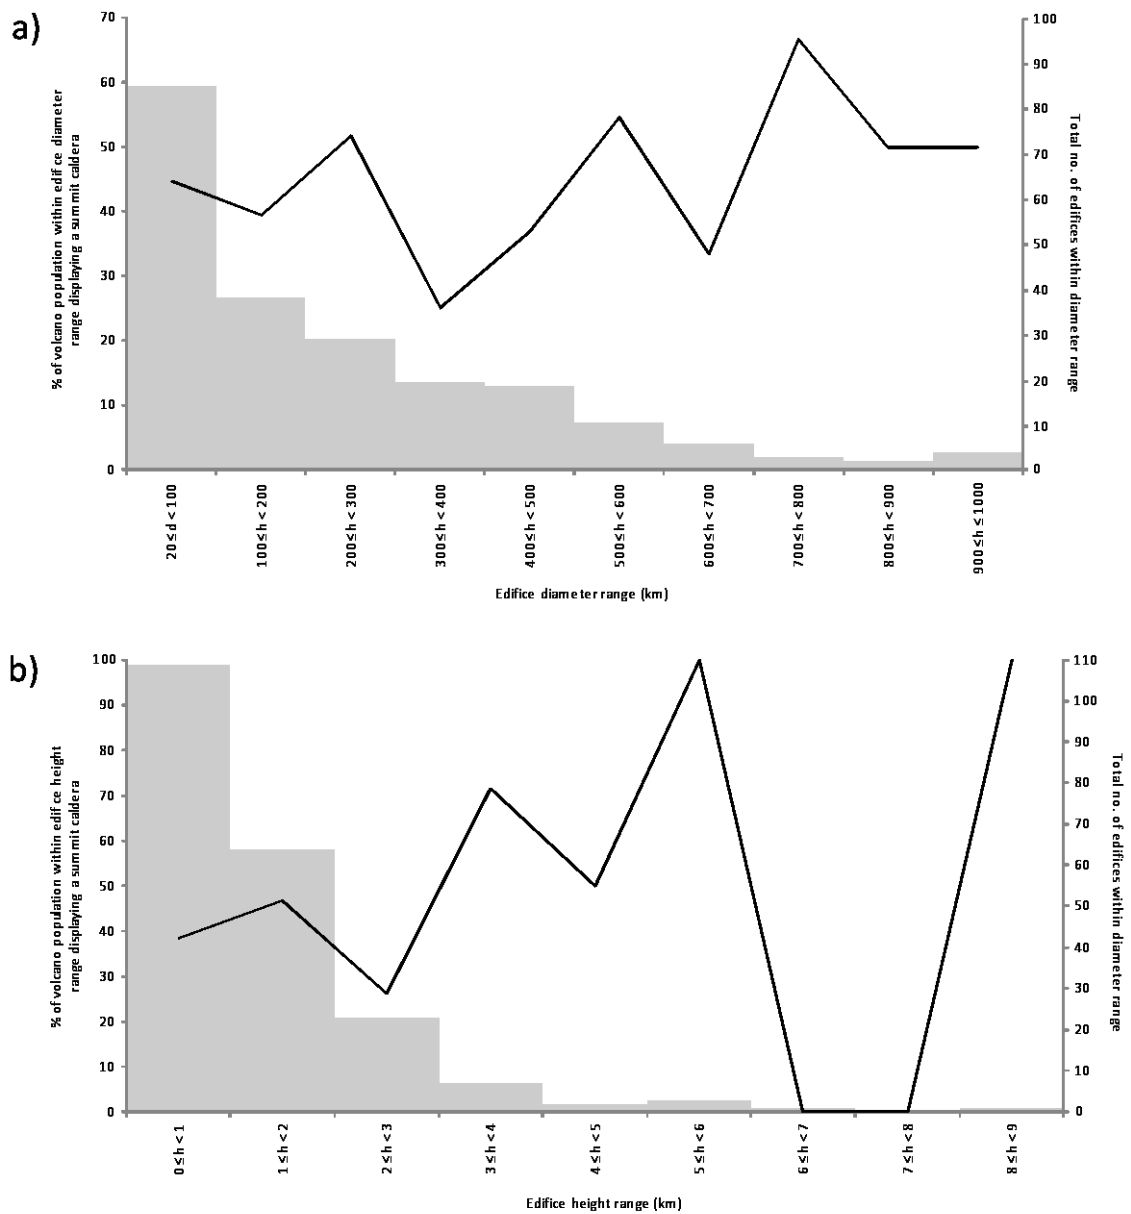 a)
% of volcano population within edifice diameter
range displaying a summit caldera
70
60
50
40
30
20
10
0
100
90
80
70
60
50
40
30
20
10
0
Total no. of edifices within diameter range
20≤d<100
100≤h<200
200≤h<300
300≤h<400
400≤h<500
500≤h<600
600≤h<700
700≤h<800
800≤h<900
900≤h≤1000
Edifice diameter range (km)
b)
% of volcano population within edifice height
range displaying a summit caldera
100
90
80
70
60
50
40
30
20
10
0
110
100
90
80
70
60
50
40
30
20
10
0
Total no. of edifices within diameter range
0≤h<1
1≤h<2
2≤h<3
3≤h<4
4≤h<5
5≤h<6
6≤h<7
7≤h<8
8≤h<9
Edifice height range (km)